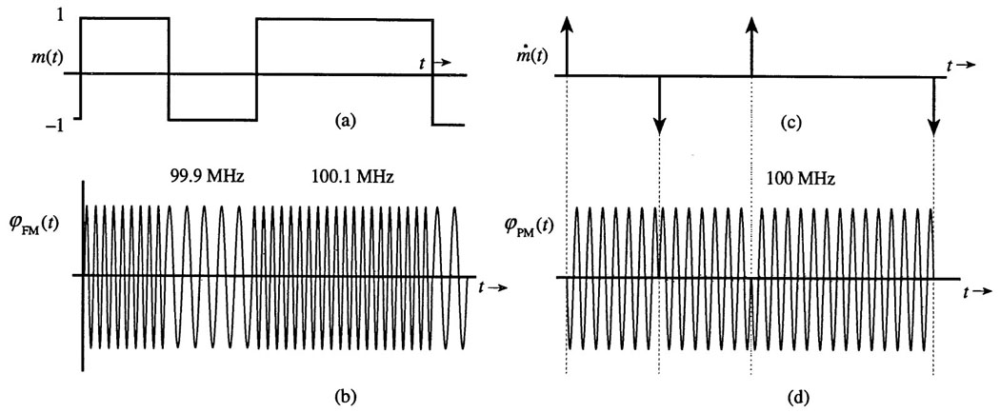 1
m(t)
t →
−1
(a)
ṁ(t)
t →
(c)
99.9 MHz
100.1 MHz
φFM(t)
t →
(b)
100 MHz
φPM(t)
t →
(d)